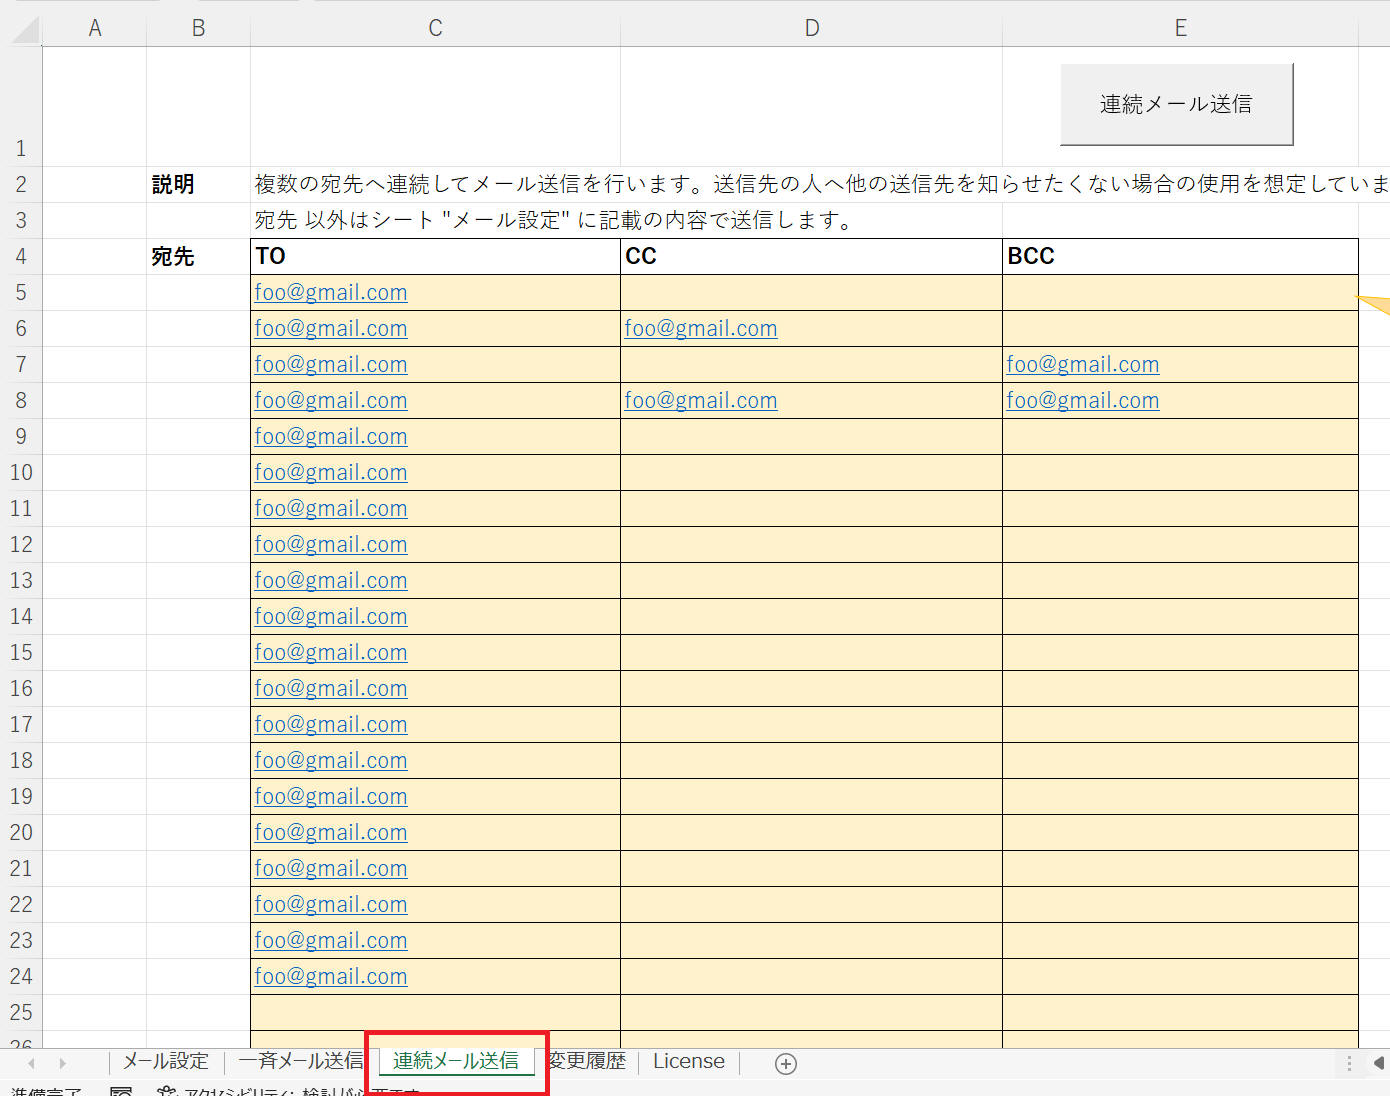 A B C D E
連続メール送信
1
2 説明 複数の宛先へ連続してメール送信を行います。送信先の人へ他の送信先を知らせたくない場合の使用を想定していま
3 宛先 以外はシート "メール設定" に記載の内容で送信します。
4 宛先 TO CC BCC
5 foo@gmail.com
6 foo@gmail.com foo@gmail.com
7 foo@gmail.com foo@gmail.com
8 foo@gmail.com foo@gmail.com foo@gmail.com
9 foo@gmail.com
10 foo@gmail.com
11 foo@gmail.com
12 foo@gmail.com
13 foo@gmail.com
14 foo@gmail.com
15 foo@gmail.com
16 foo@gmail.com
17 foo@gmail.com
18 foo@gmail.com
19 foo@gmail.com
20 foo@gmail.com
21 foo@gmail.com
22 foo@gmail.com
23 foo@gmail.com
24 foo@gmail.com
25
26
メール設定 一斉メール送信 連続メール送信 変更履歴 License
準備完了 アクセシビリティ: 検討が必要です